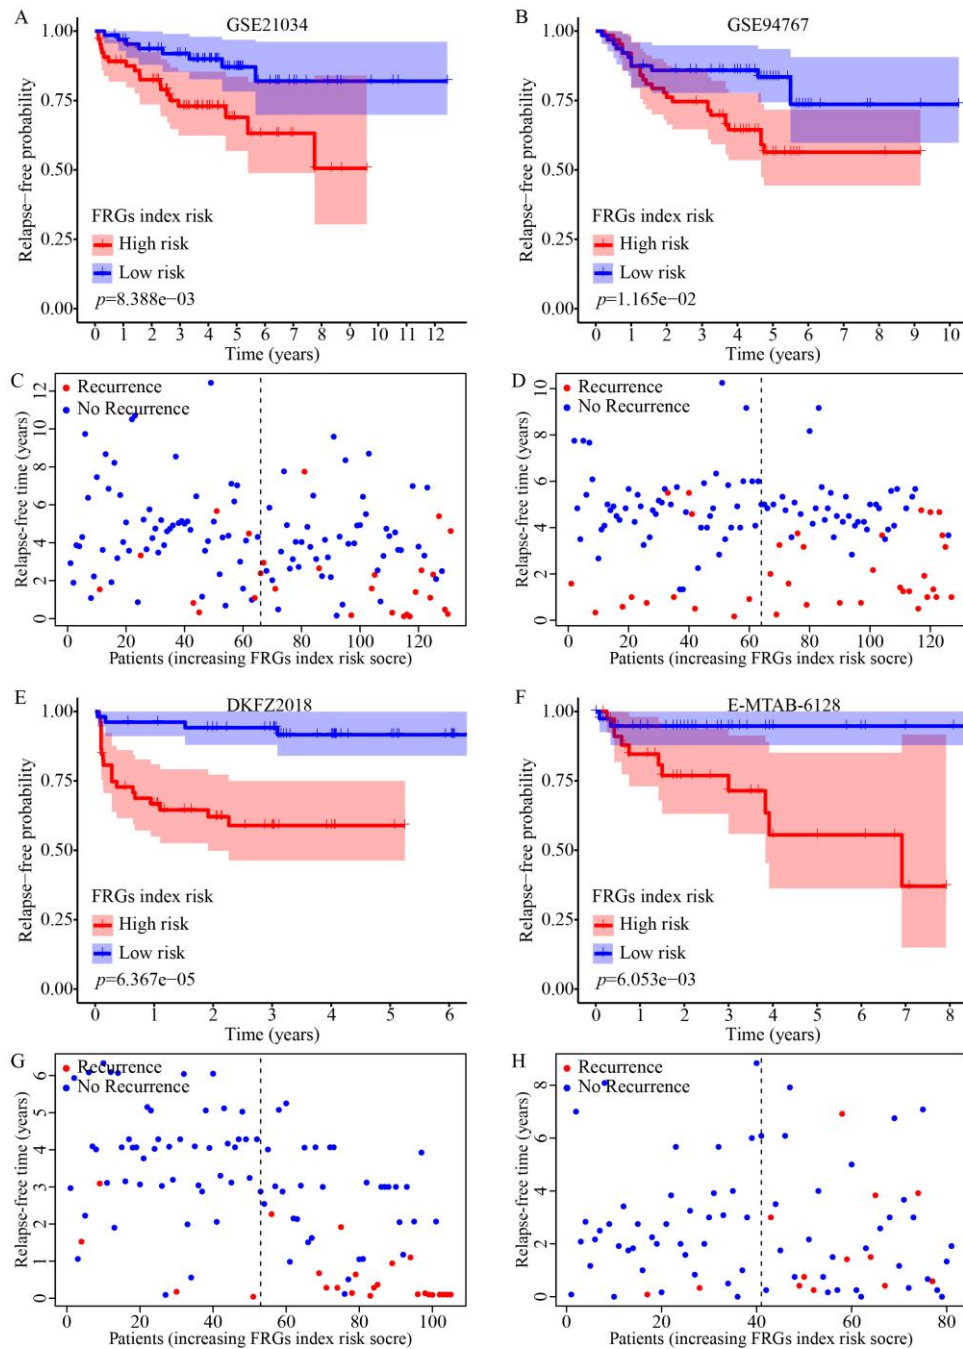 A
GSE21034
1.00
0.75
0.50
0.25
0.00
Relapse−free probability
FRGs index risk
High risk
Low risk
p=8.388e−03
0 1 2 3 4 5 6 7 8 9 10 11 12
Time (years)
B
GSE94767
1.00
0.75
0.50
0.25
0.00
Relapse−free probability
FRGs index risk
High risk
Low risk
p=1.165e−02
0 1 2 3 4 5 6 7 8 9 10
Time (years)
C
Recurrence
No Recurrence
12
10
8
6
4
2
0
Relapse-free time (years)
0 20 40 60 80 100 120
Patients (increasing FRGs index risk socre)
D
Recurrence
No Recurrence
10
8
6
4
2
0
Relapse-free time (years)
0 20 40 60 80 100 120
Patients (increasing FRGs index risk socre)
E
DKFZ2018
1.00
0.75
0.50
0.25
0.00
Relapse−free probability
FRGs index risk
High risk
Low risk
p=6.367e−05
0 1 2 3 4 5 6
Time (years)
F
E-MTAB-6128
1.00
0.75
0.50
0.25
0.00
Relapse−free probability
FRGs index risk
High risk
Low risk
p=6.053e−03
0 1 2 3 4 5 6 7 8
Time (years)
G
Recurrence
No Recurrence
6
5
4
3
2
1
0
Relapse-free time (years)
0 20 40 60 80 100
Patients (increasing FRGs index risk socre)
H
Recurrence
No Recurrence
8
6
4
2
0
Relapse-free time (years)
0 20 40 60 80
Patients (increasing FRGs index risk socre)